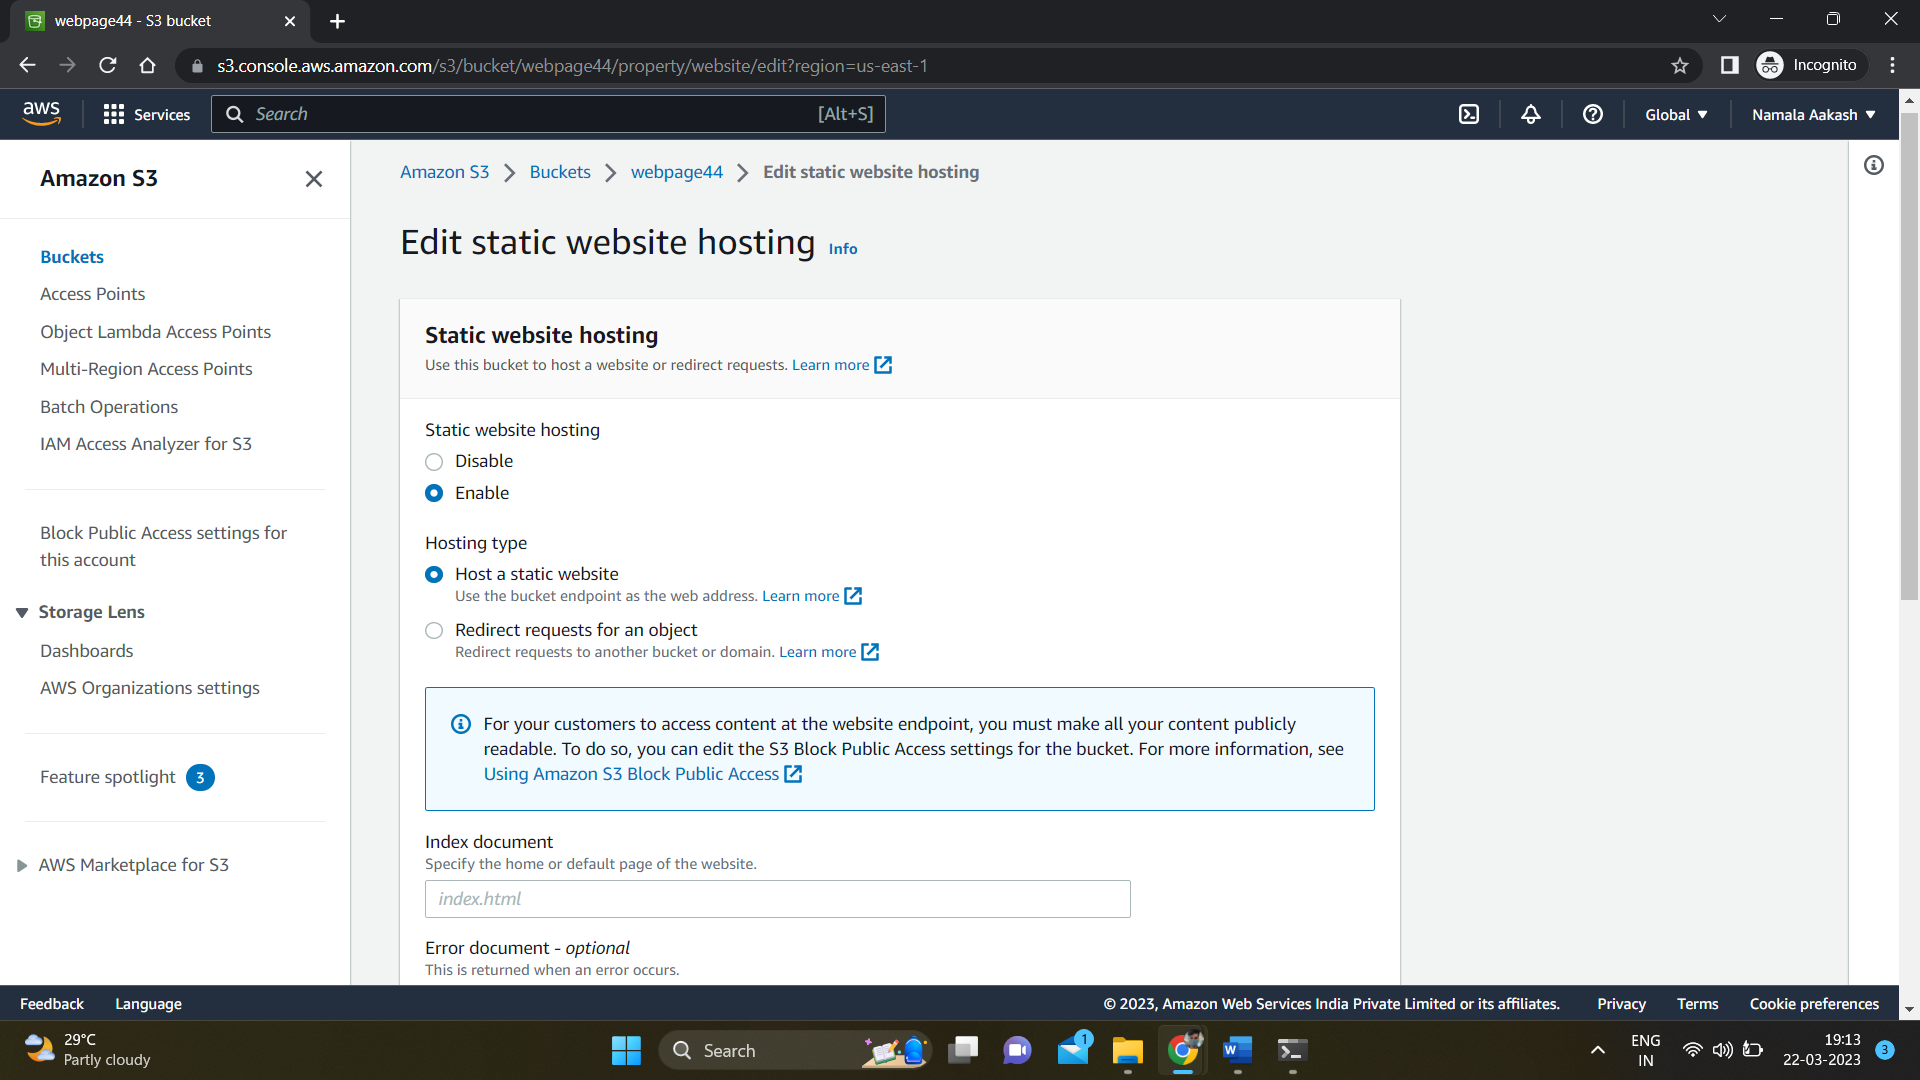 webpage44 - S3 bucket
s3.console.aws.amazon.com/s3/bucket/webpage44/property/website/edit?region=us-east-1
Incognito
aws
Services
Search
[Alt+S]
Global
Namala Aakash
Amazon S3
Buckets
Access Points
Object Lambda Access Points
Multi-Region Access Points
Batch Operations
IAM Access Analyzer for S3
Block Public Access settings for
this account
Storage Lens
Dashboards
AWS Organizations settings
Feature spotlight 3
AWS Marketplace for S3
Amazon S3 Buckets webpage44 Edit static website hosting
Edit static website hosting Info
Static website hosting
Use this bucket to host a website or redirect requests. Learn more
Static website hosting
Disable
Enable
Hosting type
Host a static website
Use the bucket endpoint as the web address. Learn more
Redirect requests for an object
Redirect requests to another bucket or domain. Learn more
For your customers to access content at the website endpoint, you must make all your content publicly
readable. To do so, you can edit the S3 Block Public Access settings for the bucket. For more information, see
Using Amazon S3 Block Public Access
Index document
Specify the home or default page of the website.
index.html
Error document - optional
This is returned when an error occurs.
Feedback Language
© 2023, Amazon Web Services India Private Limited or its affiliates. Privacy Terms Cookie preferences
29°C
Partly cloudy
Search
1
W
ENG
IN
19:13
22-03-2023
3